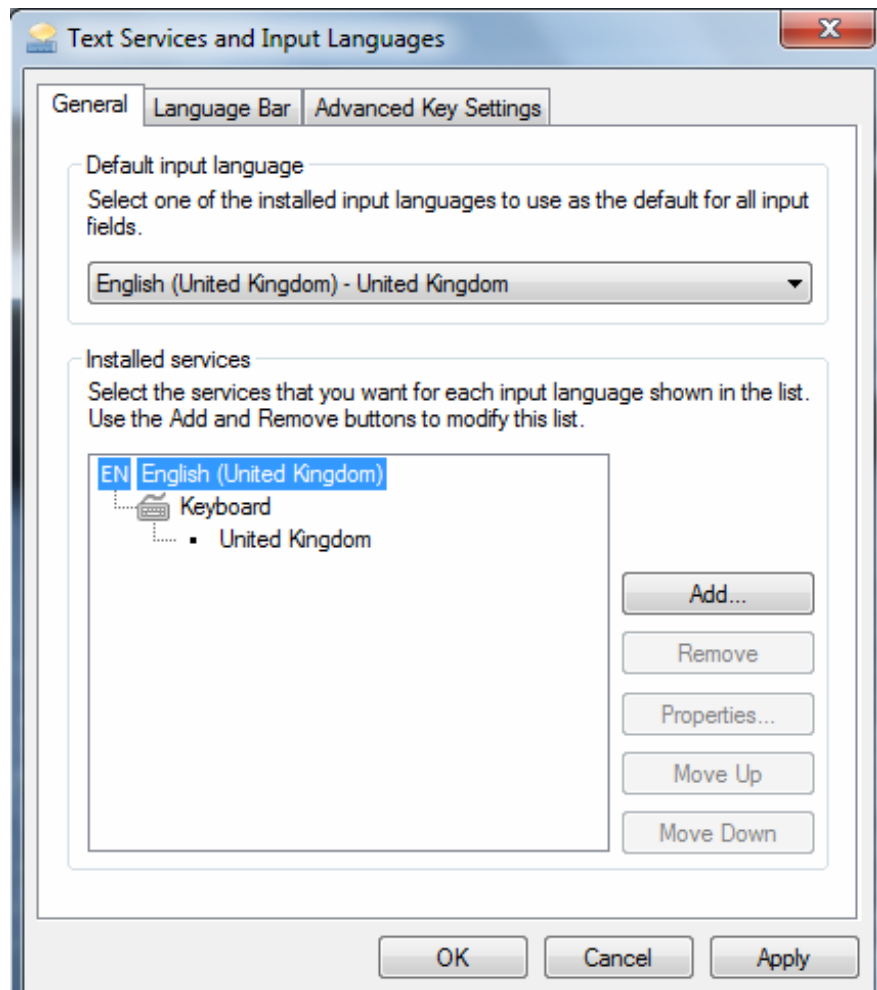 Text Services and Input Languages
General
Language Bar
Advanced Key Settings
Default input language
Select one of the installed input languages to use as the default for all input
fields.
English (United Kingdom) - United Kingdom
Installed services
Select the services that you want for each input language shown in the list.
Use the Add and Remove buttons to modify this list.
EN English (United Kingdom)
Keyboard
United Kingdom
Add...
Remove
Properties...
Move Up
Move Down
OK
Cancel
Apply